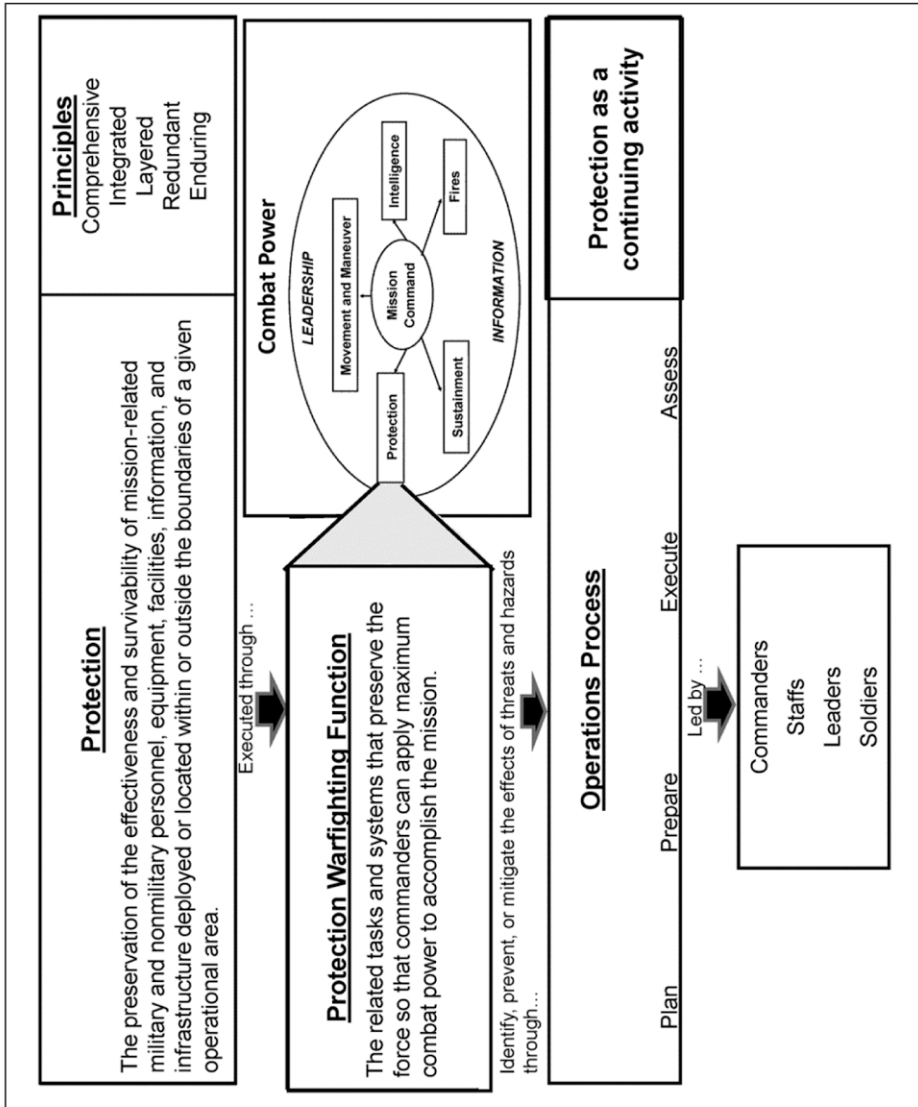 Protection
The preservation of the effectiveness and survivability of mission-related
military and nonmilitary personnel, equipment, facilities, information, and
infrastructure deployed or located within or outside the boundaries of a given
operational area.
Principles
Comprehensive
Integrated
Layered
Redundant
Enduring
Executed through …
Protection Warfighting Function
The related tasks and systems that preserve the
force so that commanders can apply maximum
combat power to accomplish the mission.
Combat Power
LEADERSHIP
Movement and Maneuver
Protection
Intelligence
Mission
Command
Sustainment
Fires
INFORMATION
Identify, prevent, or mitigate the effects of threats and hazards
through…
Operations Process
Plan
Prepare
Execute
Assess
Protection as a
continuing activity
Led by …
Commanders
Staffs
Leaders
Soldiers